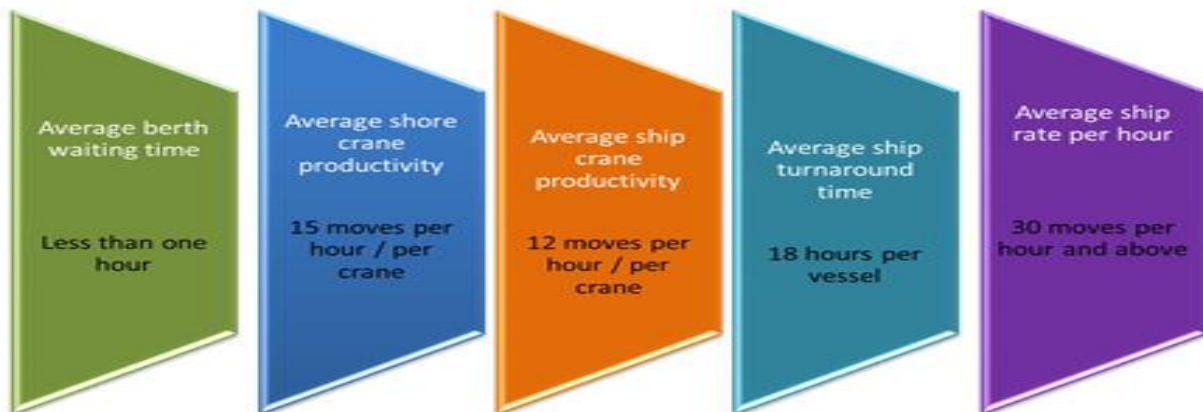 Average berth
waiting time
Less than one
hour
Average shore
crane
productivity
15 moves per
hour / per
crane
Average ship
crane
productivity
12 moves per
hour / per
crane
Average ship
turnaround
time
18 hours per
vessel
Average ship
rate per hour
30 moves per
hour and above